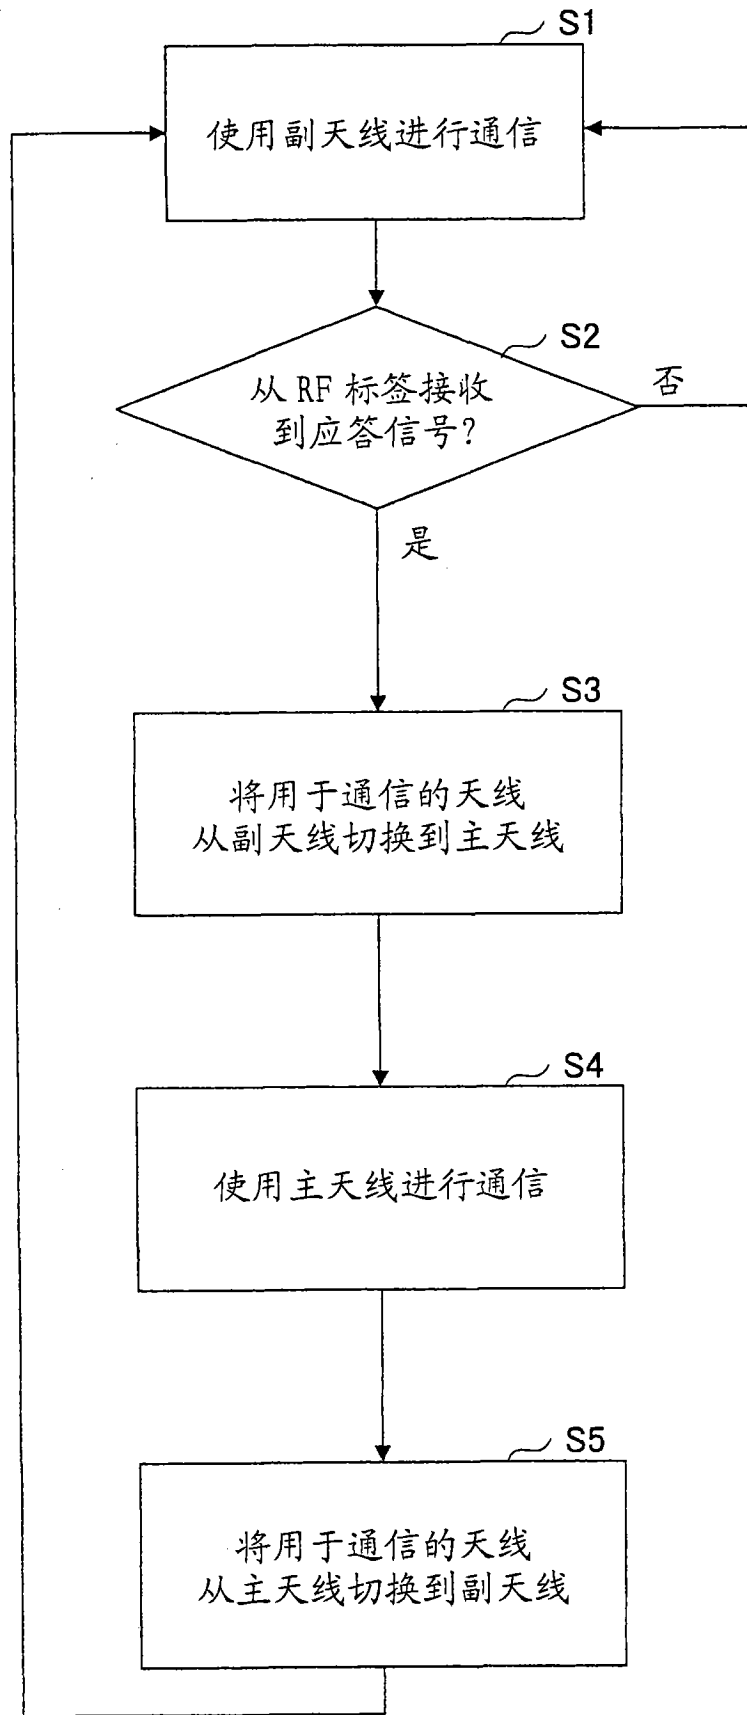 S1
使用副天线进行通信
S2
从 RF 标签接收
到应答信号?
否
是
S3
将用于通信的天线
从副天线切换到主天线
S4
使用主天线进行通信
S5
将用于通信的天线
从主天线切换到副天线